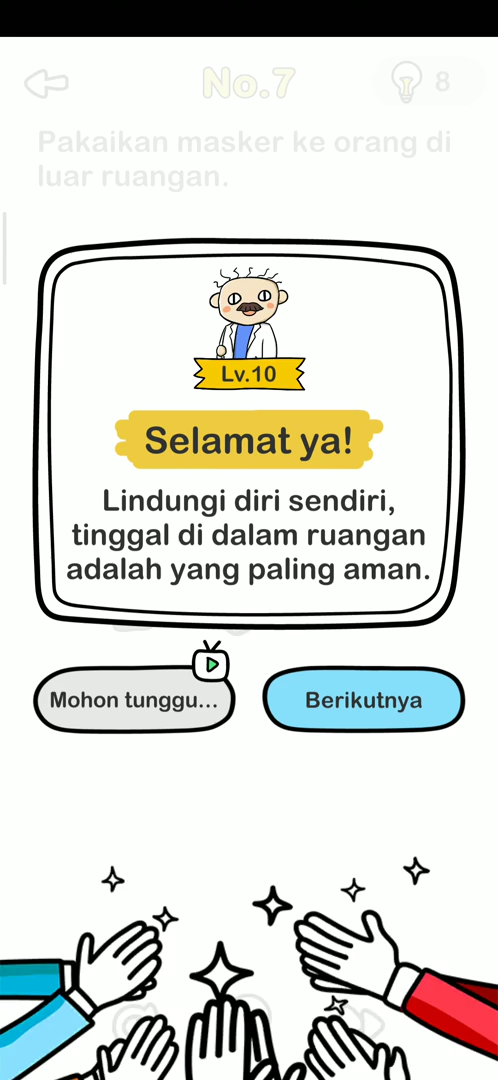 No.7
8
Pakaikan masker ke orang di
luar ruangan.
Lv.10
Selamat ya!
Lindungi diri sendiri,
tinggal di dalam ruangan
adalah yang paling aman.
Mohon tunggu...
Berikutnya